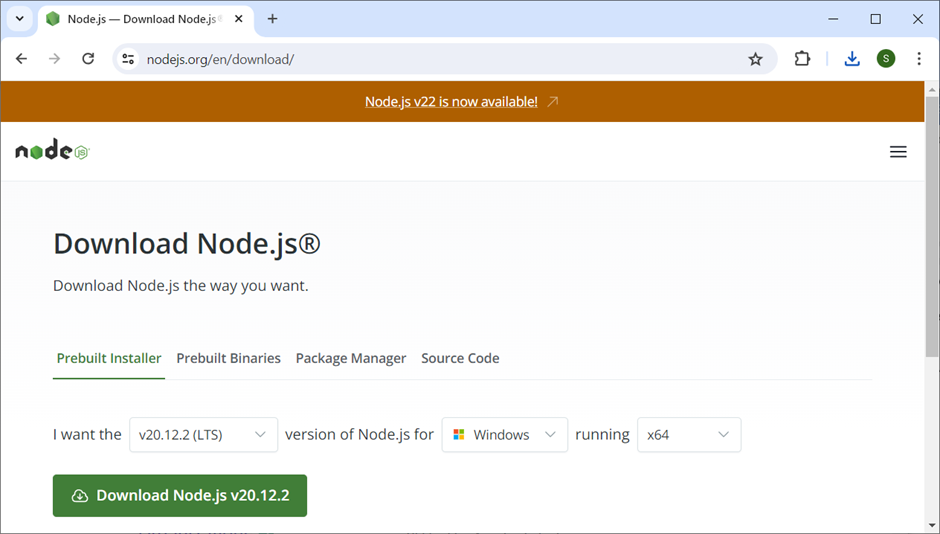 Node.js — Download Node.js®
nodejs.org/en/download/
S
Node.js v22 is now available!
node JS
Download Node.js®
Download Node.js the way you want.
Prebuilt Installer Prebuilt Binaries Package Manager Source Code
I want the v20.12.2 (LTS) version of Node.js for Windows running x64
Download Node.js v20.12.2